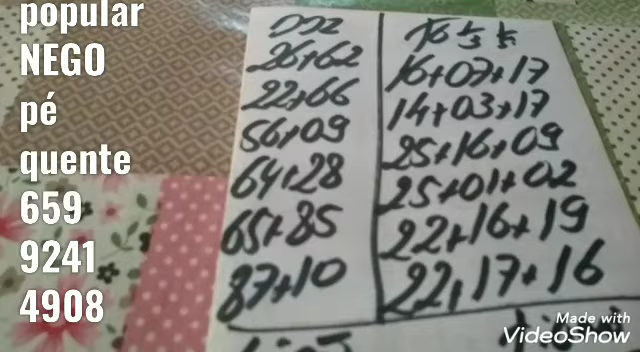 popular
NEGO
pé
quente
659
9241
4908
DDZ
26+62
22+66
56+09
64+28
65+85
87+10
16+07+17
14+03+17
25+16+09
25+01+02
22+16+19
22+17+16
Made with
VideoShow